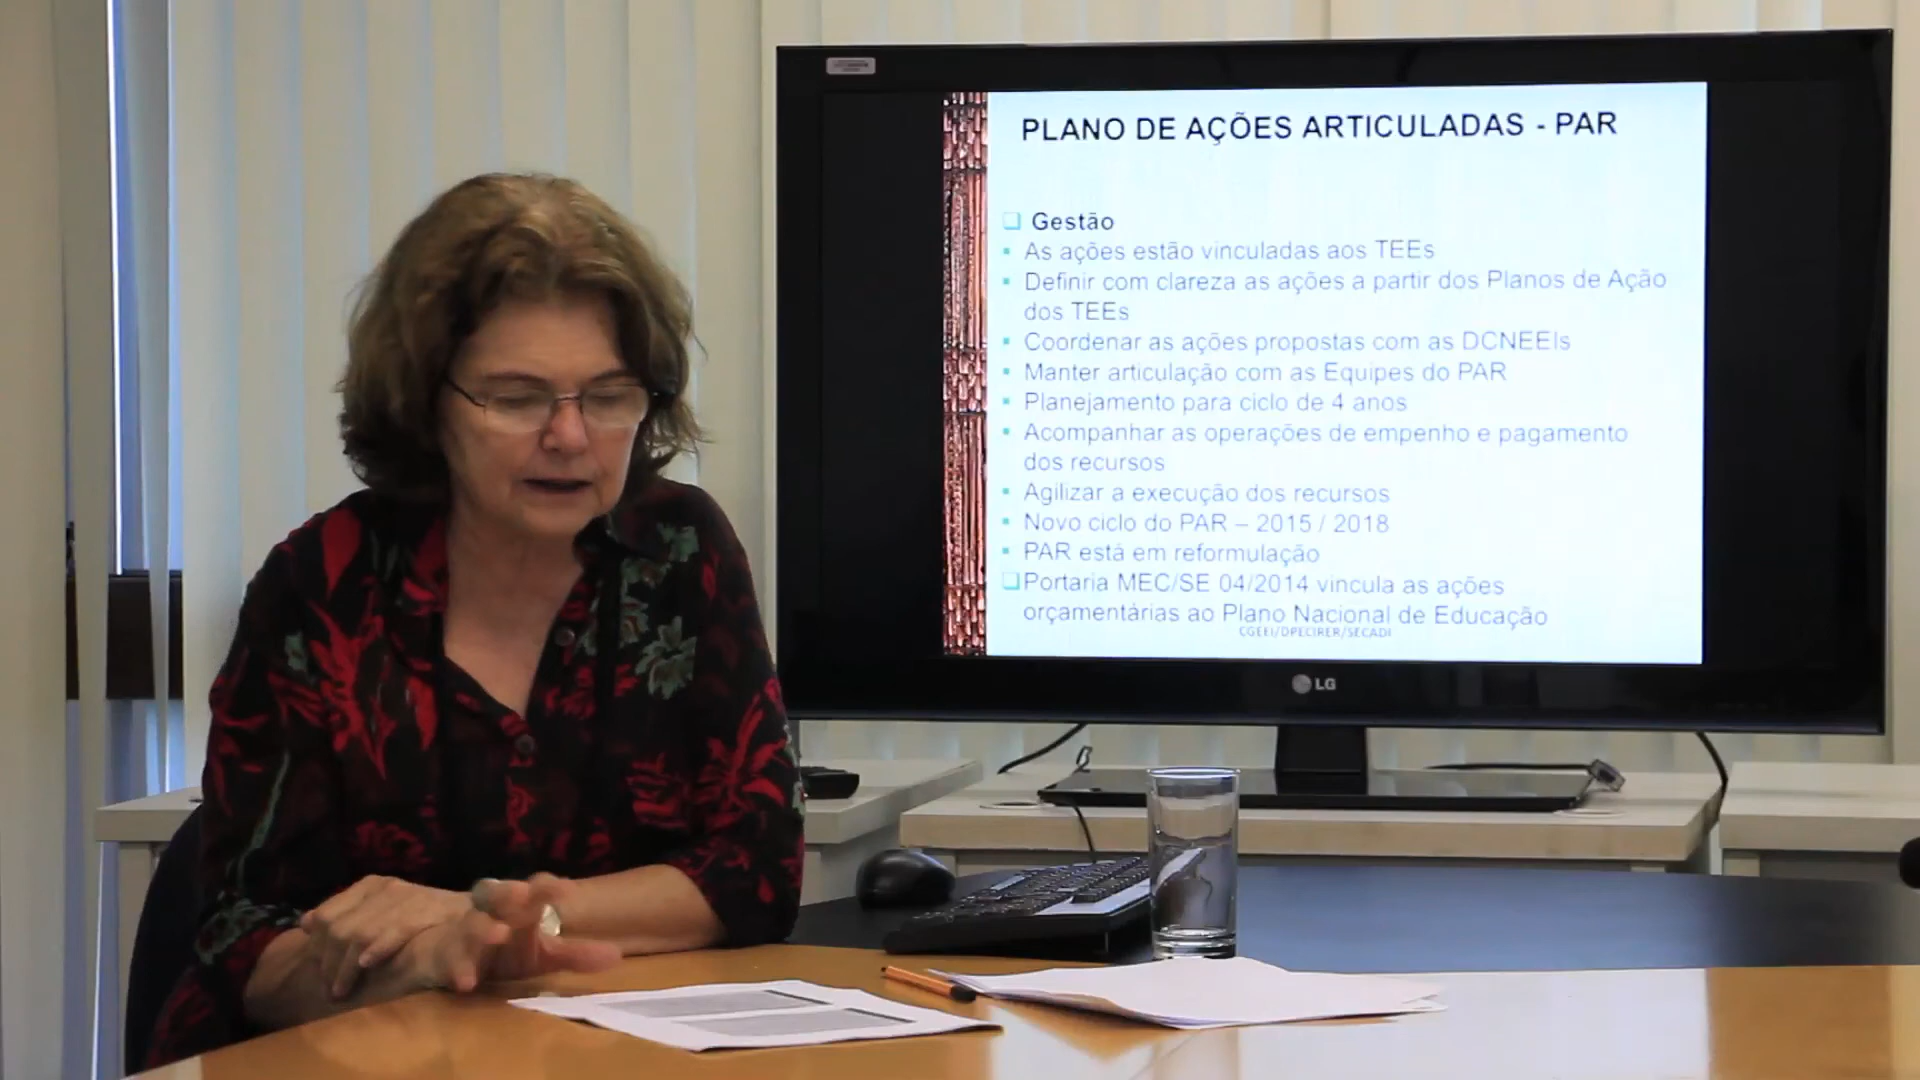 PLANO DE AÇÕES ARTICULADAS - PAR
Gestão
As ações estão vinculadas aos TEEs
Definir com clareza as ações a partir dos Planos de Ação
dos TEEs
Coordenar as ações propostas com as DCNEEIs
Manter articulação com as Equipes do PAR
Planejamento para ciclo de 4 anos
Acompanhar as operações de empenho e pagamento
dos recursos
Agilizar a execução dos recursos
Novo ciclo do PAR – 2015 / 2018
PAR está em reformulação
Portaria MEC/SE 04/2014 vincula as ações
orçamentárias ao Plano Nacional de Educação
CGEEI/DPECIRER/SECADI
LG